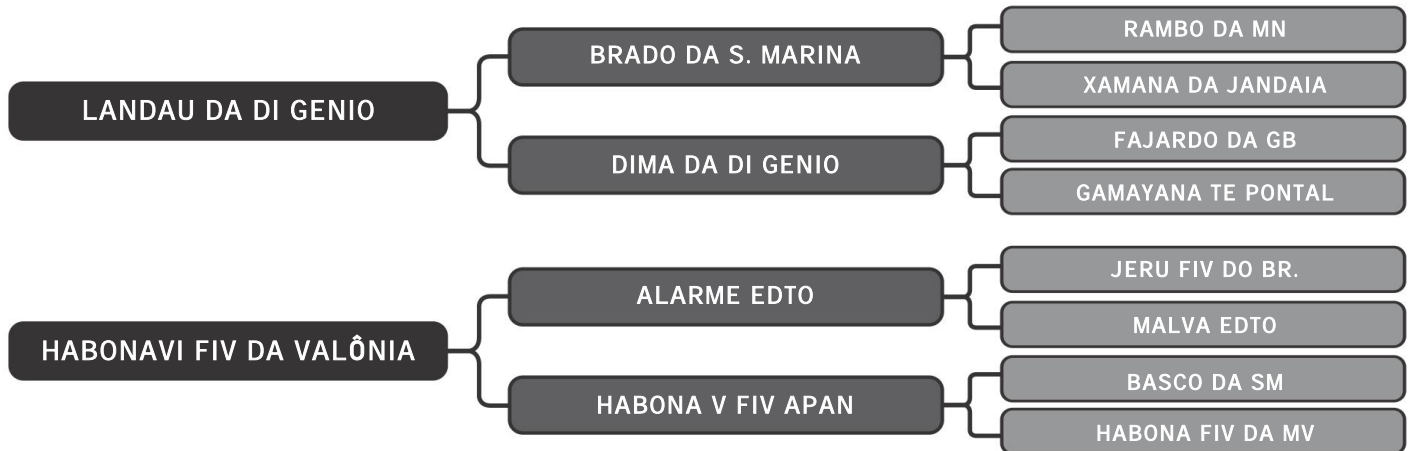 LANDAU DA DI GENIO
BRADO DA S. MARINA
RAMBO DA MN
XAMANA DA JANDAIA
DIMA DA DI GENIO
FAJARDO DA GB
GAMAYANA TE PONTAL
HABONAVI FIV DA VALÔNIA
ALARME EDTO
JERU FIV DO BR.
MALVA EDTO
HABONA V FIV APAN
BASCO DA SM
HABONA FIV DA MV